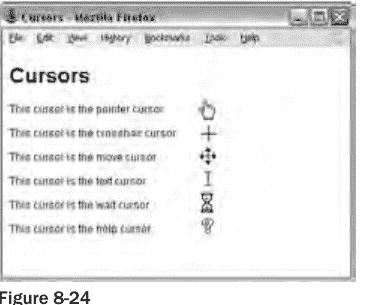 Cursors - Mozilla Firefox
File Edit View History Bookmarks Tools Help
Cursors
This cursor is the pointer cursor
This cursor is the crosshair cursor
This cursor is the move cursor
This cursor is the text cursor
This cursor is the wait cursor
This cursor is the help cursor
Figure 8-24